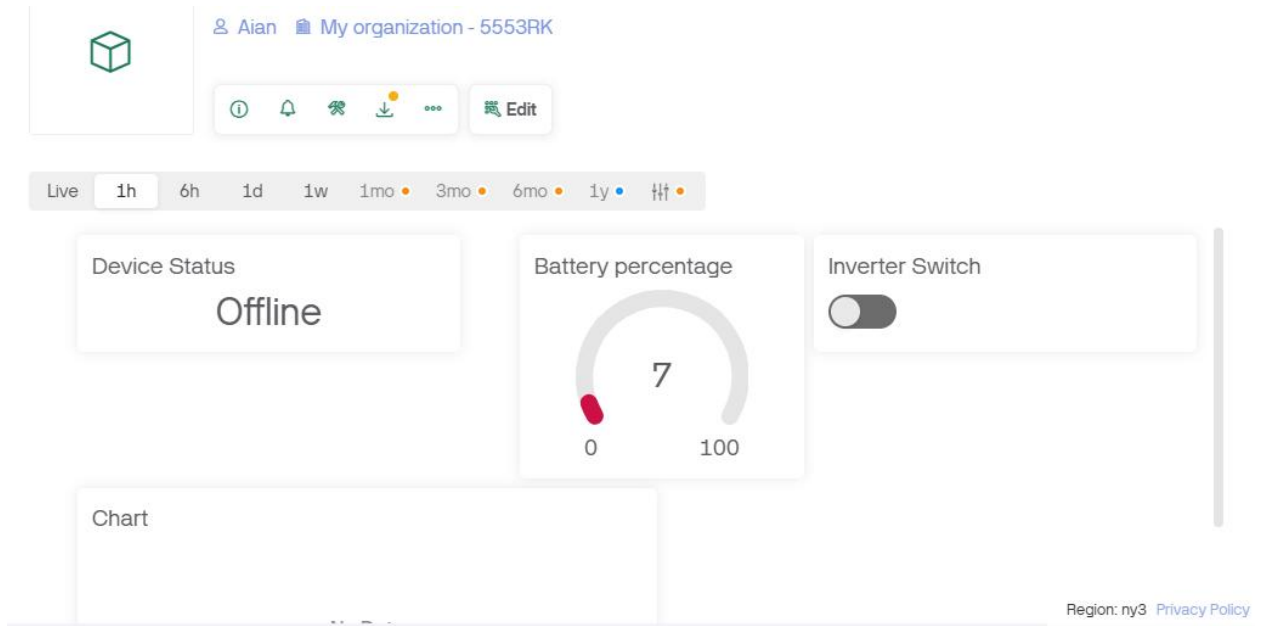 Aian My organization - 5553RK
Edit
Live 1h 6h 1d 1w 1mo 3mo 6mo 1y
Device Status
Offline
Battery percentage
7
0 100
Inverter Switch
Chart
Region: ny3 Privacy Policy